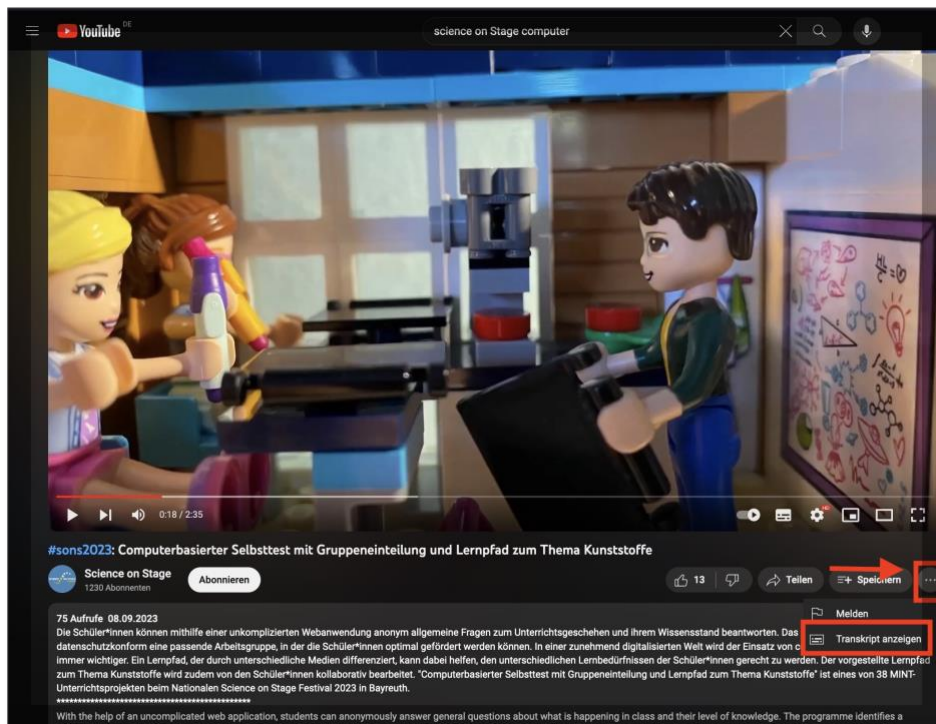 YouTube DE
science on Stage computer
0:18 / 2:35
#sons2023: Computerbasierter Selbsttest mit Gruppeneinteilung und Lernpfad zum Thema Kunststoffe
Science on Stage
1230 Abonnenten
Abonnieren
13
Teilen
Speichern
Melden
Transkript anzeigen
75 Aufrufe 08.09.2023
Die Schüler*innen können mithilfe einer unkomplizierten Webanwendung anonym allgemeine Fragen zum Unterrichtsgeschehen und ihrem Wissensstand beantworten. Das
datenschutzkonform eine passende Arbeitsgruppe, in der die Schüler*innen optimal gefördert werden können. In einer zunehmend digitalisierten Welt wird der Einsatz von
immer wichtiger. Ein Lernpfad, der durch unterschiedliche Medien differenziert, kann dabei helfen, den unterschiedlichen Lernbedürfnissen der Schüler*innen gerecht zu werden. Der vorgestellte Lernpfad
zum Thema Kunststoffe wird zudem von den Schüler*innen kollaborativ bearbeitet. "Computerbasierter Selbsttest mit Gruppeneinteilung und Lernpfad zum Thema Kunststoffe" ist eines von 38 MINT-
Unterrichtsprojekten beim Nationalen Science on Stage Festival 2023 in Bayreuth.
********************************************
With the help of an uncomplicated web application, students can anonymously answer general questions about what is happening in class and their level of knowledge. The programme identifies a